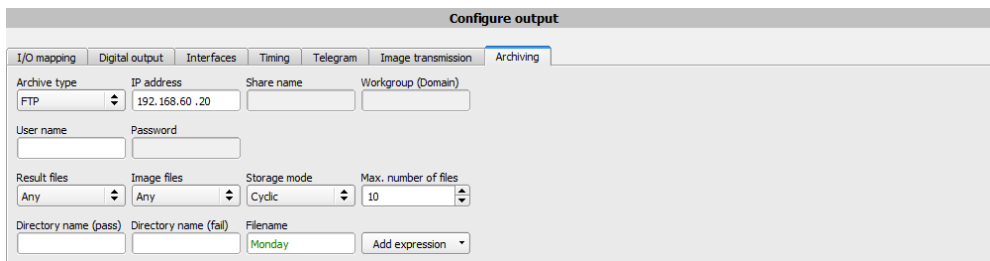 Configure output
I/O mapping Digital output Interfaces Timing Telegram Image transmission Archiving
Archive type IP address Share name Workgroup (Domain)
FTP 192.168.60 .20
User name Password
Result files Image files Storage mode Max. number of files
Any Any Cyclic 10
Directory name (pass) Directory name (fail) Filename
Monday Add expression